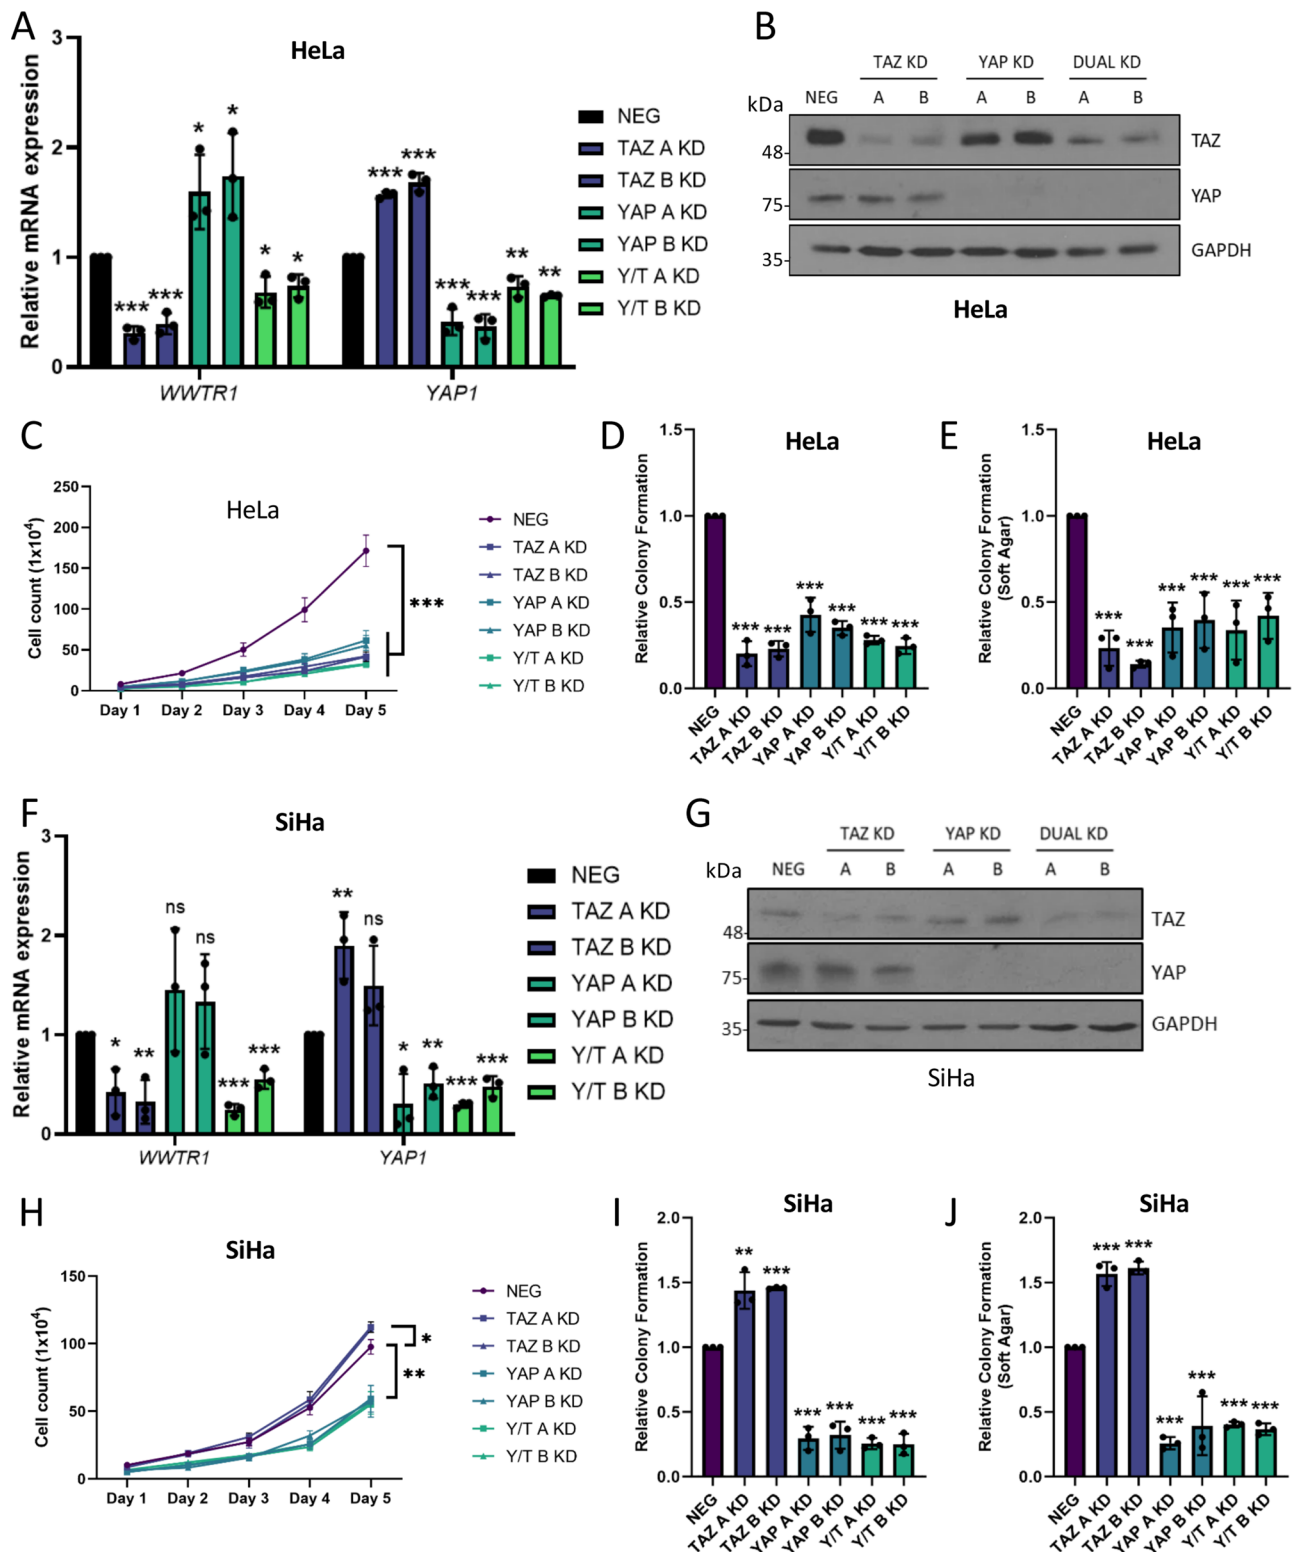 A
HeLa
Relative mRNA expression
3
2
1
0
*
*
***
***
*
*
***
***
***
***
**
**
WWTR1
YAP1
NEG
TAZ A KD
TAZ B KD
YAP A KD
YAP B KD
Y/T A KD
Y/T B KD
B
TAZ KD YAP KD DUAL KD
kDa NEG A B A B A B
48- TAZ
75- YAP
35- GAPDH
HeLa
C
HeLa
Cell count (1x10⁴)
250
200
150
100
50
0
Day 1 Day 2 Day 3 Day 4 Day 5
***
NEG
TAZ A KD
TAZ B KD
YAP A KD
YAP B KD
Y/T A KD
Y/T B KD
D
HeLa
Relative Colony Formation
1.5
1.0
0.5
0.0
*** *** *** *** *** ***
NEG
TAZ A KD
TAZ B KD
YAP A KD
YAP B KD
Y/T A KD
Y/T B KD
E
HeLa
Relative Colony Formation
(Soft Agar)
1.5
1.0
0.5
0.0
*** *** *** *** *** ***
NEG
TAZ A KD
TAZ B KD
YAP A KD
YAP B KD
Y/T A KD
Y/T B KD
F
SiHa
Relative mRNA expression
3
2
1
0
*
**
ns
ns
***
***
**
ns
*
**
***
***
WWTR1
YAP1
NEG
TAZ A KD
TAZ B KD
YAP A KD
YAP B KD
Y/T A KD
Y/T B KD
G
TAZ KD YAP KD DUAL KD
kDa NEG A B A B A B
48- TAZ
75- YAP
35- GAPDH
SiHa
H
SiHa
Cell count (1x10⁴)
150
100
50
0
Day 1 Day 2 Day 3 Day 4 Day 5
*
**
NEG
TAZ A KD
TAZ B KD
YAP A KD
YAP B KD
Y/T A KD
Y/T B KD
I
SiHa
Relative Colony Formation
2.0
1.5
1.0
0.5
0.0
** *** *** *** *** ***
NEG
TAZ A KD
TAZ B KD
YAP A KD
YAP B KD
Y/T A KD
Y/T B KD
J
SiHa
Relative Colony Formation
(Soft Agar)
2.0
1.5
1.0
0.5
0.0
*** *** *** *** *** ***
NEG
TAZ A KD
TAZ B KD
YAP A KD
YAP B KD
Y/T A KD
Y/T B KD